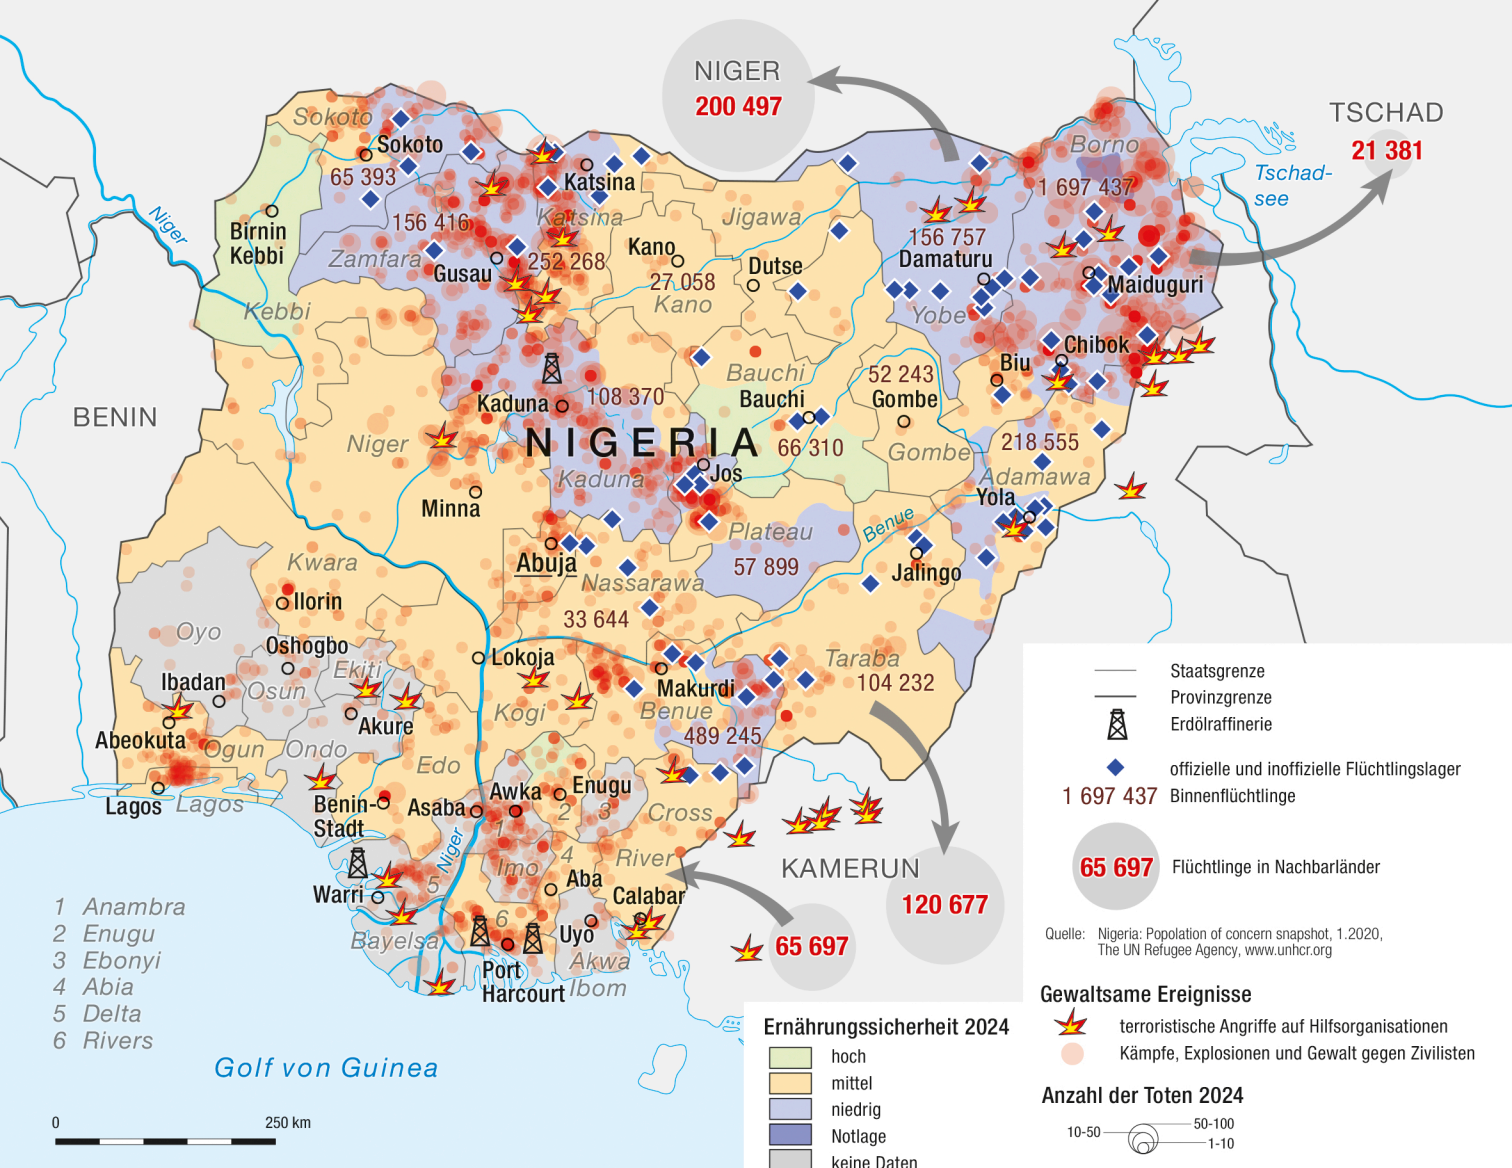 NIGER
200 497
TSCHAD
21 381
Tschad-
see
Niger
BENIN
Sokoto
Sokoto
65 393
Katsina
Katsina
252 268
156 416
Zamfara
Gusau
Birnin
Kebbi
Kebbi
Jigawa
Kano
27 058
Kano
Dutse
Borno
1 697 437
156 757
Damaturu
Yobe
Maiduguri
Chibok
Biu
Bauchi
Bauchi
66 310
52 243
Gombe
Gombe
218 555
Adamawa
Yola
Kaduna
108 370
NIGERIA
Kaduna
Jos
Niger
Minna
Plateau
57 899
Benue
Jalingo
Abuja
Nassarawa
33 644
Kwara
Ilorin
Oyo
Oshogbo
Ekiti
Ibadan
Osun
Akure
Abeokuta
Ogun
Ondo
Lagos
Lagos
Lokoja
Kogi
Makurdi
Benue
489 245
Taraba
104 232
Edo
Benin-
Stadt
Asaba
Awka
Enugu
1
2
3
4
5
6
Cross
River
Imo
Aba
Calabar
Niger
Warri
Bayelsa
Uyo
Akwa
Ibom
Port
Harcourt
KAMERUN
120 677
65 697
1 Anambra
2 Enugu
3 Ebonyi
4 Abia
5 Delta
6 Rivers
Golf von Guinea
0 250 km
Staatsgrenze
Provinzgrenze
Erdölraffinerie
offizielle und inoffizielle Flüchtlingslager
1 697 437 Binnenflüchtlinge
65 697 Flüchtlinge in Nachbarländer
Quelle: Nigeria: Popolation of concern snapshot, 1.2020,
The UN Refugee Agency, www.unhcr.org
Gewaltsame Ereignisse
terroristische Angriffe auf Hilfsorganisationen
Kämpfe, Explosionen und Gewalt gegen Zivilisten
Anzahl der Toten 2024
50-100
10-50
1-10
Ernährungssicherheit 2024
hoch
mittel
niedrig
Notlage
keine Daten